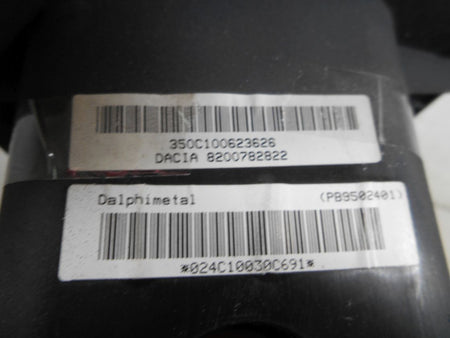 350C100623626
DACIA 8200782822
Dalphimetal (PB9502401)
*024C10030C691*